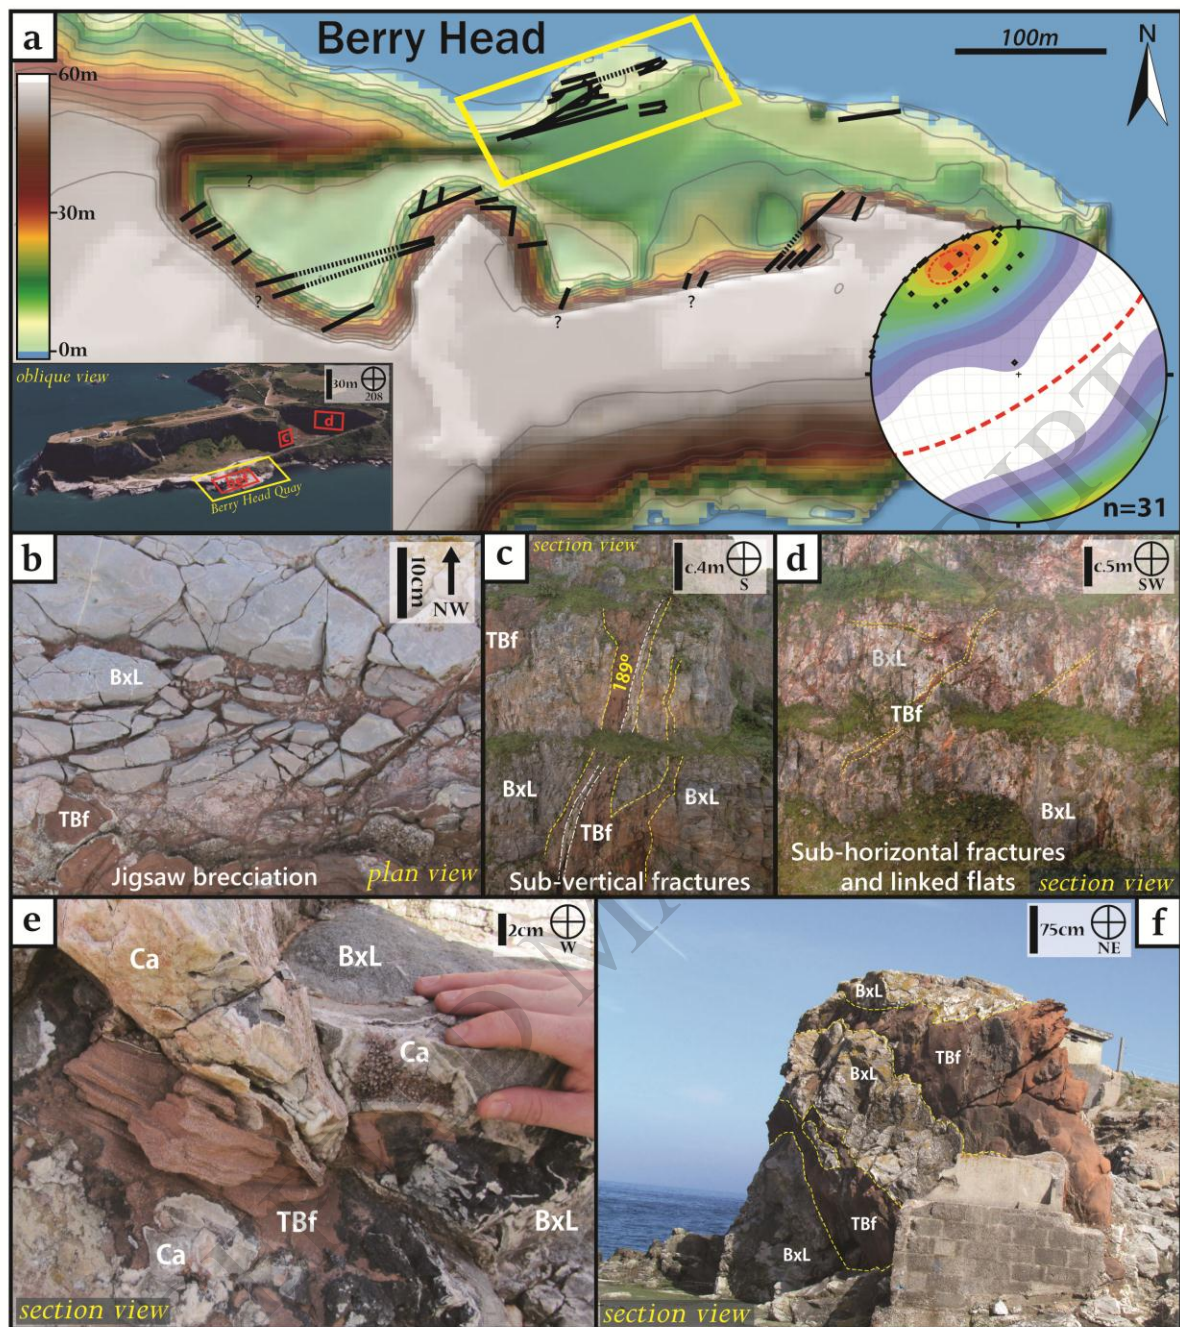 a
Berry Head
100m
N
60m
30m
0m
?
?
?
?
oblique view
30m
208
c
d
Berry Head Quay
n=31
b
10cm
NW
BxL
TBf
Jigsaw brecciation
plan view
c
section view
c.4m
S
TBf
189°
BxL
TBf
BxL
Sub-vertical fractures
d
c.5m
SW
BxL
TBf
BxL
Sub-horizontal fractures
and linked flats
section view
e
2cm
W
Ca
BxL
Ca
TBf
BxL
Ca
section view
f
75cm
NE
BxL
TBf
BxL
TBf
BxL
section view